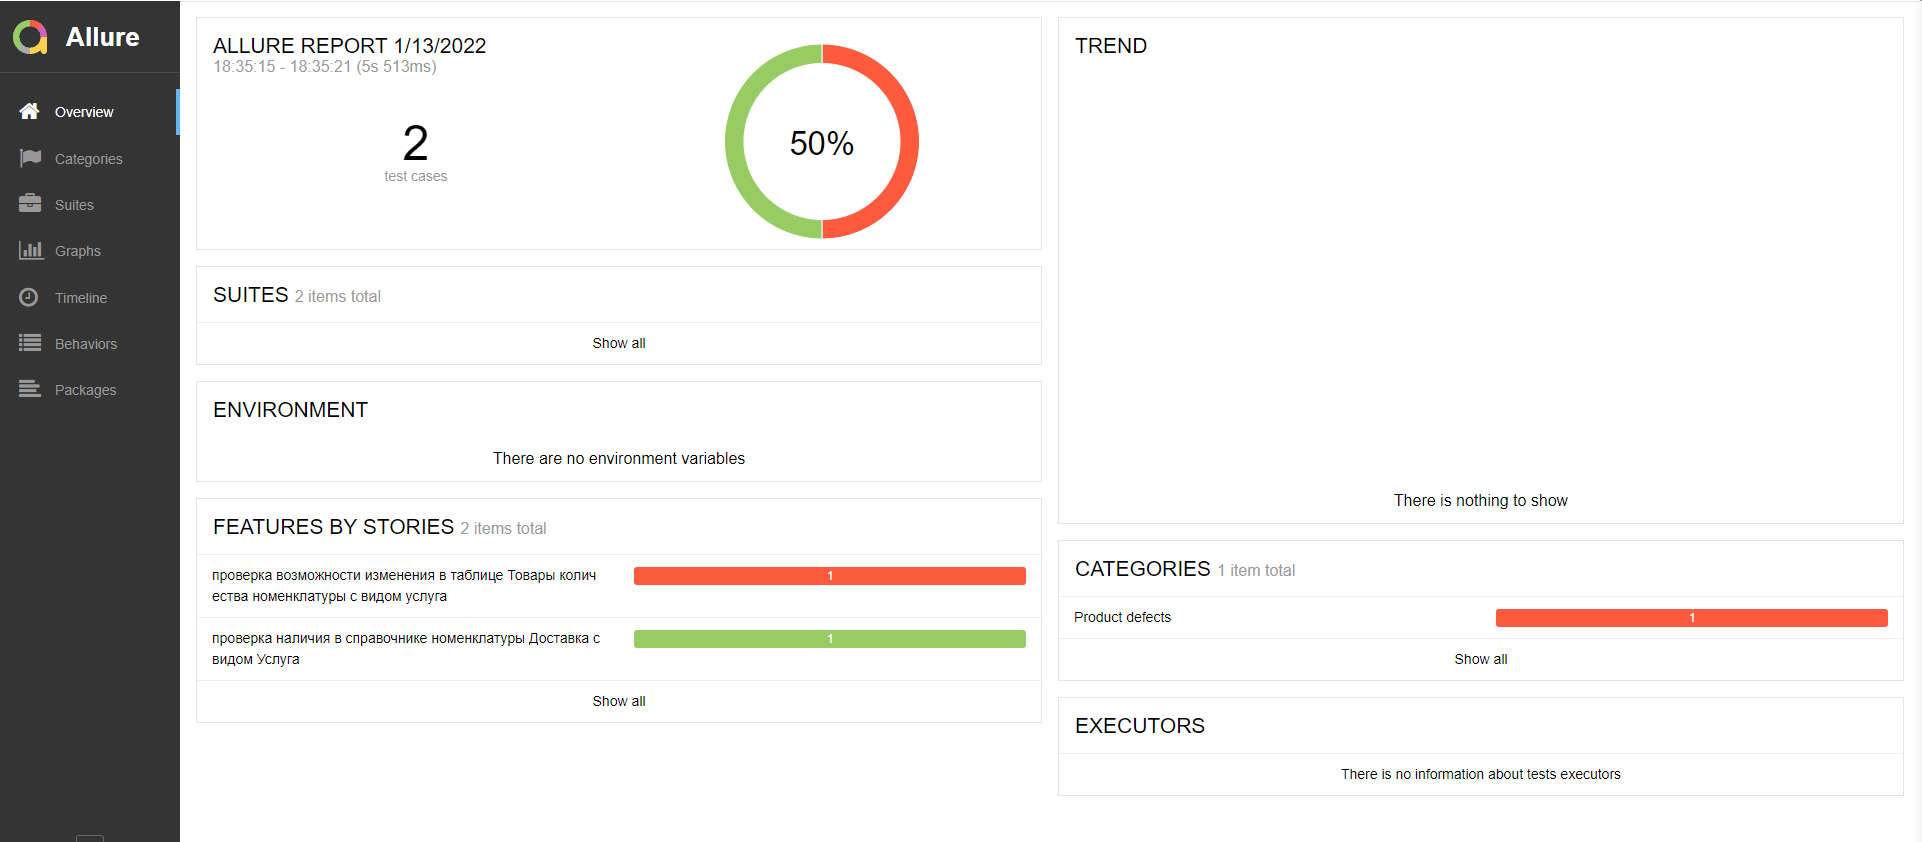 Allure
Overview
Categories
Suites
Graphs
Timeline
Behaviors
Packages
ALLURE REPORT 1/13/2022
18:35:15 - 18:35:21 (5s 513ms)
2
test cases
50%
SUITES 2 items total
Show all
ENVIRONMENT
There are no environment variables
FEATURES BY STORIES 2 items total
проверка возможности изменения в таблице Товары колич
ества номенклатуры с видом услуга
1
проверка наличия в справочнике номенклатуры Доставка с
видом Услуга
1
Show all
TREND
There is nothing to show
CATEGORIES 1 item total
Product defects
1
Show all
EXECUTORS
There is no information about tests executors